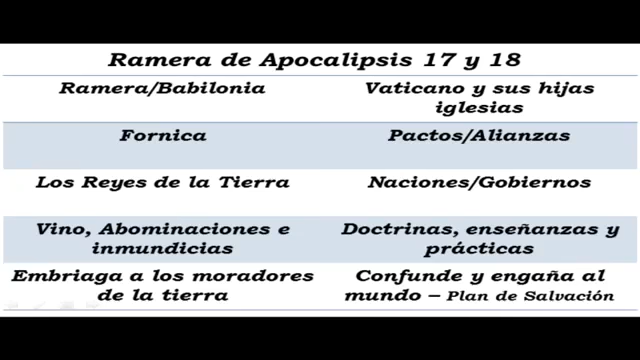 Ramera de Apocalipsis 17 y 18
Ramera/Babilonia
Vaticano y sus hijas
iglesias
Fornica
Pactos/Alianzas
Los Reyes de la Tierra
Naciones/Gobiernos
Vino, Abominaciones e
inmundicias
Doctrinas, enseñanzas y
prácticas
Embriaga a los moradores
de la tierra
Confunde y engaña al
mundo – Plan de Salvación